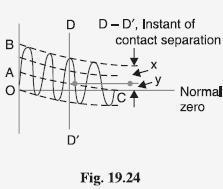 D
D – D′, Instant of
contact separation
B
x
A
y
O
C
Normal
zero
D′
Fig. 19.24